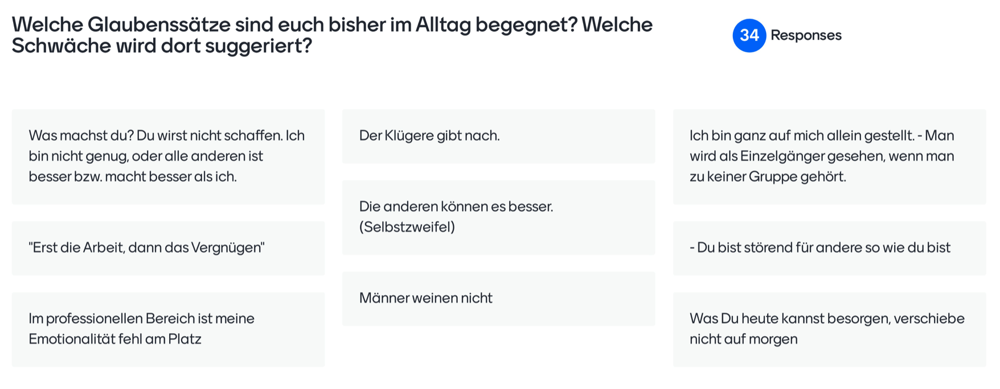 Welche Glaubenssätze sind euch bisher im Alltag begegnet? Welche
Schwäche wird dort suggeriert?
34 Responses
Was machst du? Du wirst nicht schaffen. Ich
bin nicht genug, oder alle anderen ist
besser bzw. macht besser als ich.
"Erst die Arbeit, dann das Vergnügen"
Im professionellen Bereich ist meine
Emotionalität fehl am Platz
Der Klügere gibt nach.
Die anderen können es besser.
(Selbstzweifel)
Männer weinen nicht
Ich bin ganz auf mich allein gestellt. - Man
wird als Einzelgänger gesehen, wenn man
zu keiner Gruppe gehört.
- Du bist störend für andere so wie du bist
Was Du heute kannst besorgen, verschiebe
nicht auf morgen